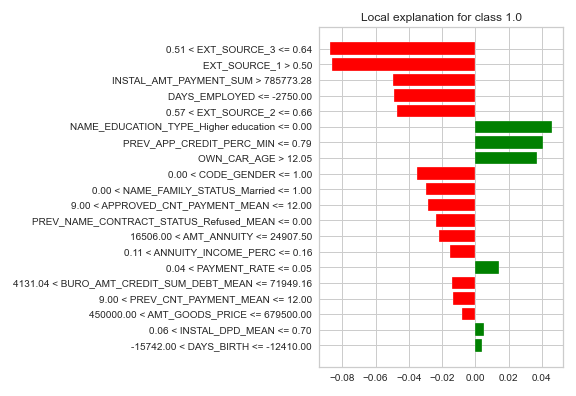 Local explanation for class 1.0
0.51 < EXT_SOURCE_3 <= 0.64
EXT_SOURCE_1 > 0.50
INSTAL_AMT_PAYMENT_SUM > 785773.28
DAYS_EMPLOYED <= -2750.00
0.57 < EXT_SOURCE_2 <= 0.66
NAME_EDUCATION_TYPE_Higher education <= 0.00
PREV_APP_CREDIT_PERC_MIN <= 0.79
OWN_CAR_AGE > 12.05
0.00 < CODE_GENDER <= 1.00
0.00 < NAME_FAMILY_STATUS_Married <= 1.00
9.00 < APPROVED_CNT_PAYMENT_MEAN <= 12.00
PREV_NAME_CONTRACT_STATUS_Refused_MEAN <= 0.00
16506.00 < AMT_ANNUITY <= 24907.50
0.11 < ANNUITY_INCOME_PERC <= 0.16
0.04 < PAYMENT_RATE <= 0.05
4131.04 < BURO_AMT_CREDIT_SUM_DEBT_MEAN <= 71949.16
9.00 < PREV_CNT_PAYMENT_MEAN <= 12.00
450000.00 < AMT_GOODS_PRICE <= 679500.00
0.06 < INSTAL_DPD_MEAN <= 0.70
-15742.00 < DAYS_BIRTH <= -12410.00
−0.08 −0.06 −0.04 −0.02 0.00 0.02 0.04